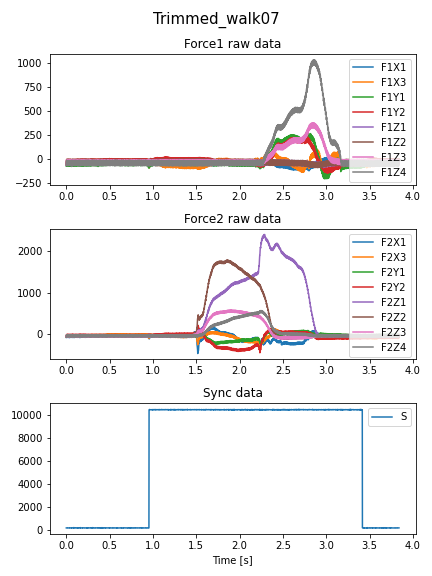 Trimmed_walk07
Force1 raw data
1000
750
500
250
0
−250
F1X1
F1X3
F1Y1
F1Y2
F1Z1
F1Z2
F1Z4
0.0 0.5 1.0 1.5 2.0 2.5 3.0 3.5 4.0
Force2 raw data
2000
1000
0
F2X1
F2X3
F2Y1
F2Y2
F2Z1
F2Z2
F2Z3
F2Z4
0.0 0.5 1.0 1.5 2.0 2.5 3.0 3.5 4.0
Sync data
10000
8000
6000
4000
2000
0
S
0.0 0.5 1.0 1.5 2.0 2.5 3.0 3.5 4.0
Time [s]